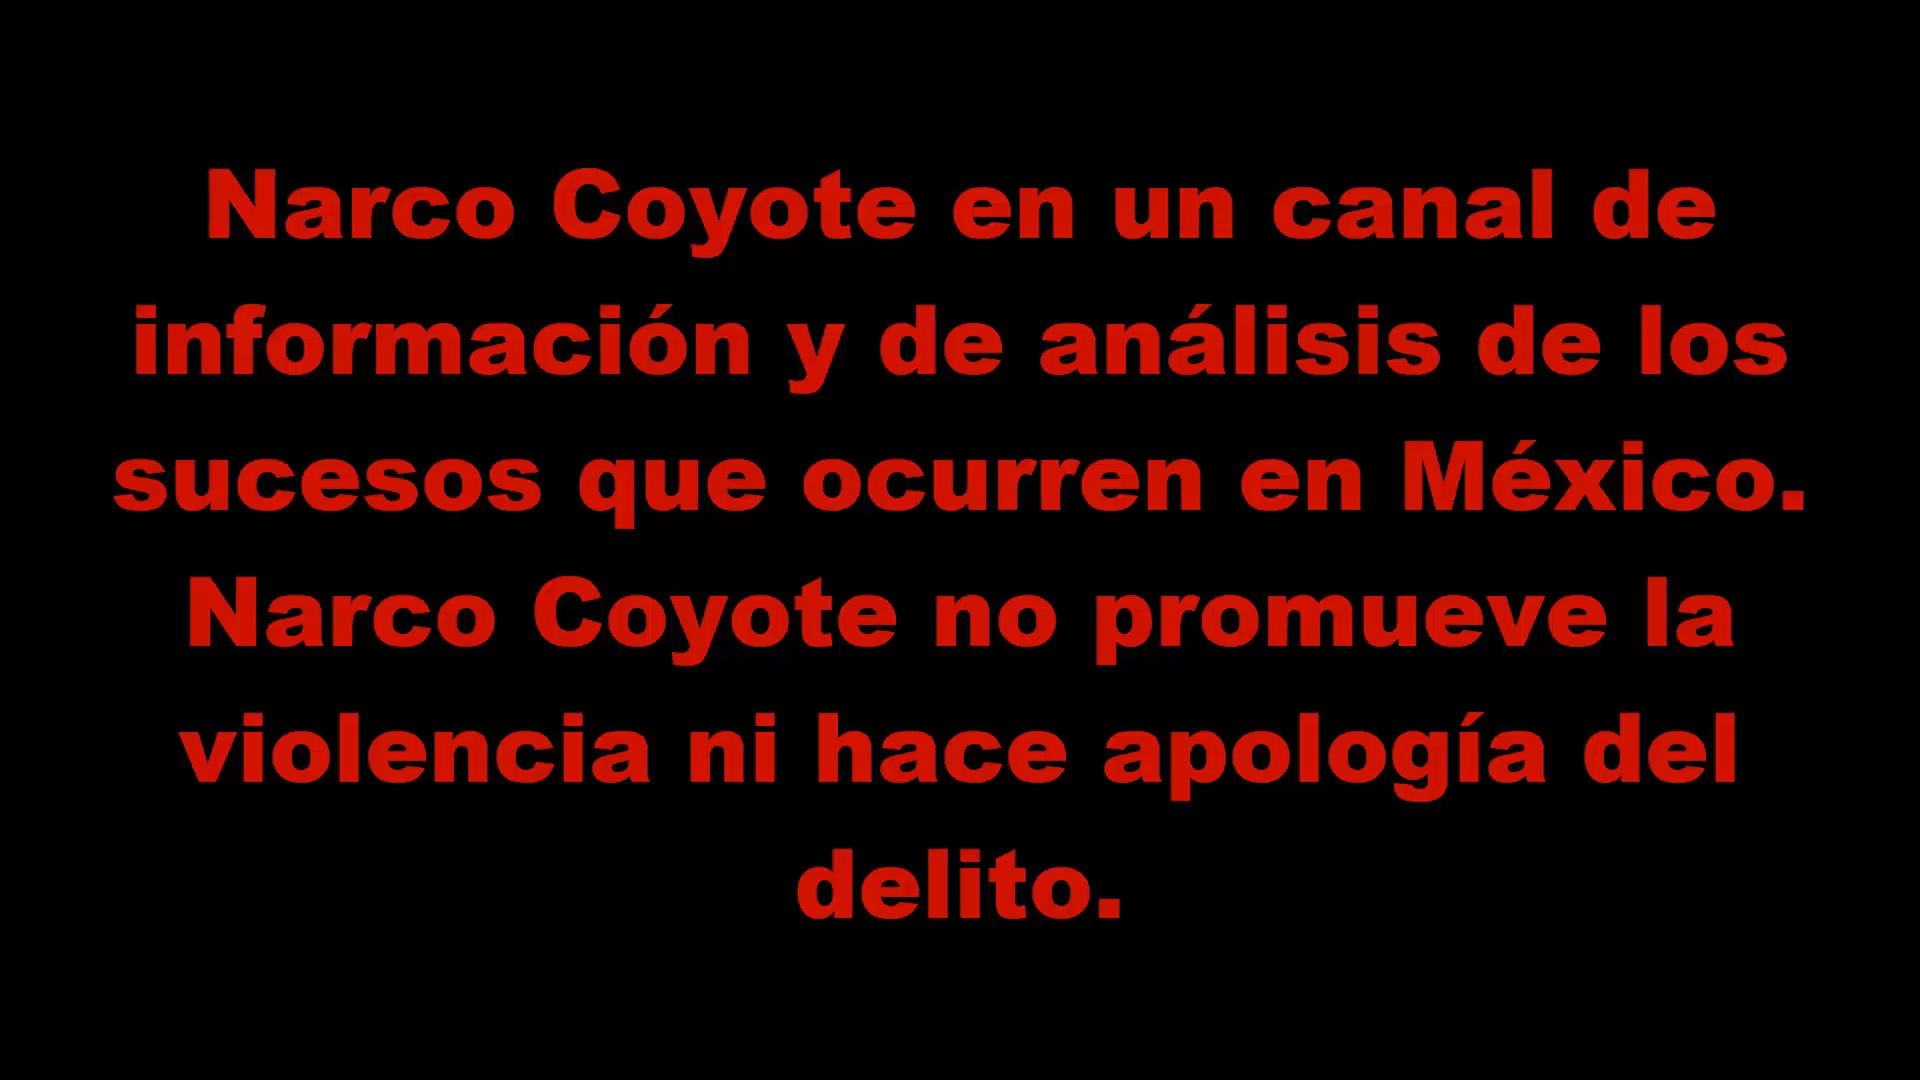 Narco Coyote en un canal de
información y de análisis de los
sucesos que ocurren en México.
Narco Coyote no promueve la
violencia ni hace apología del
delito.